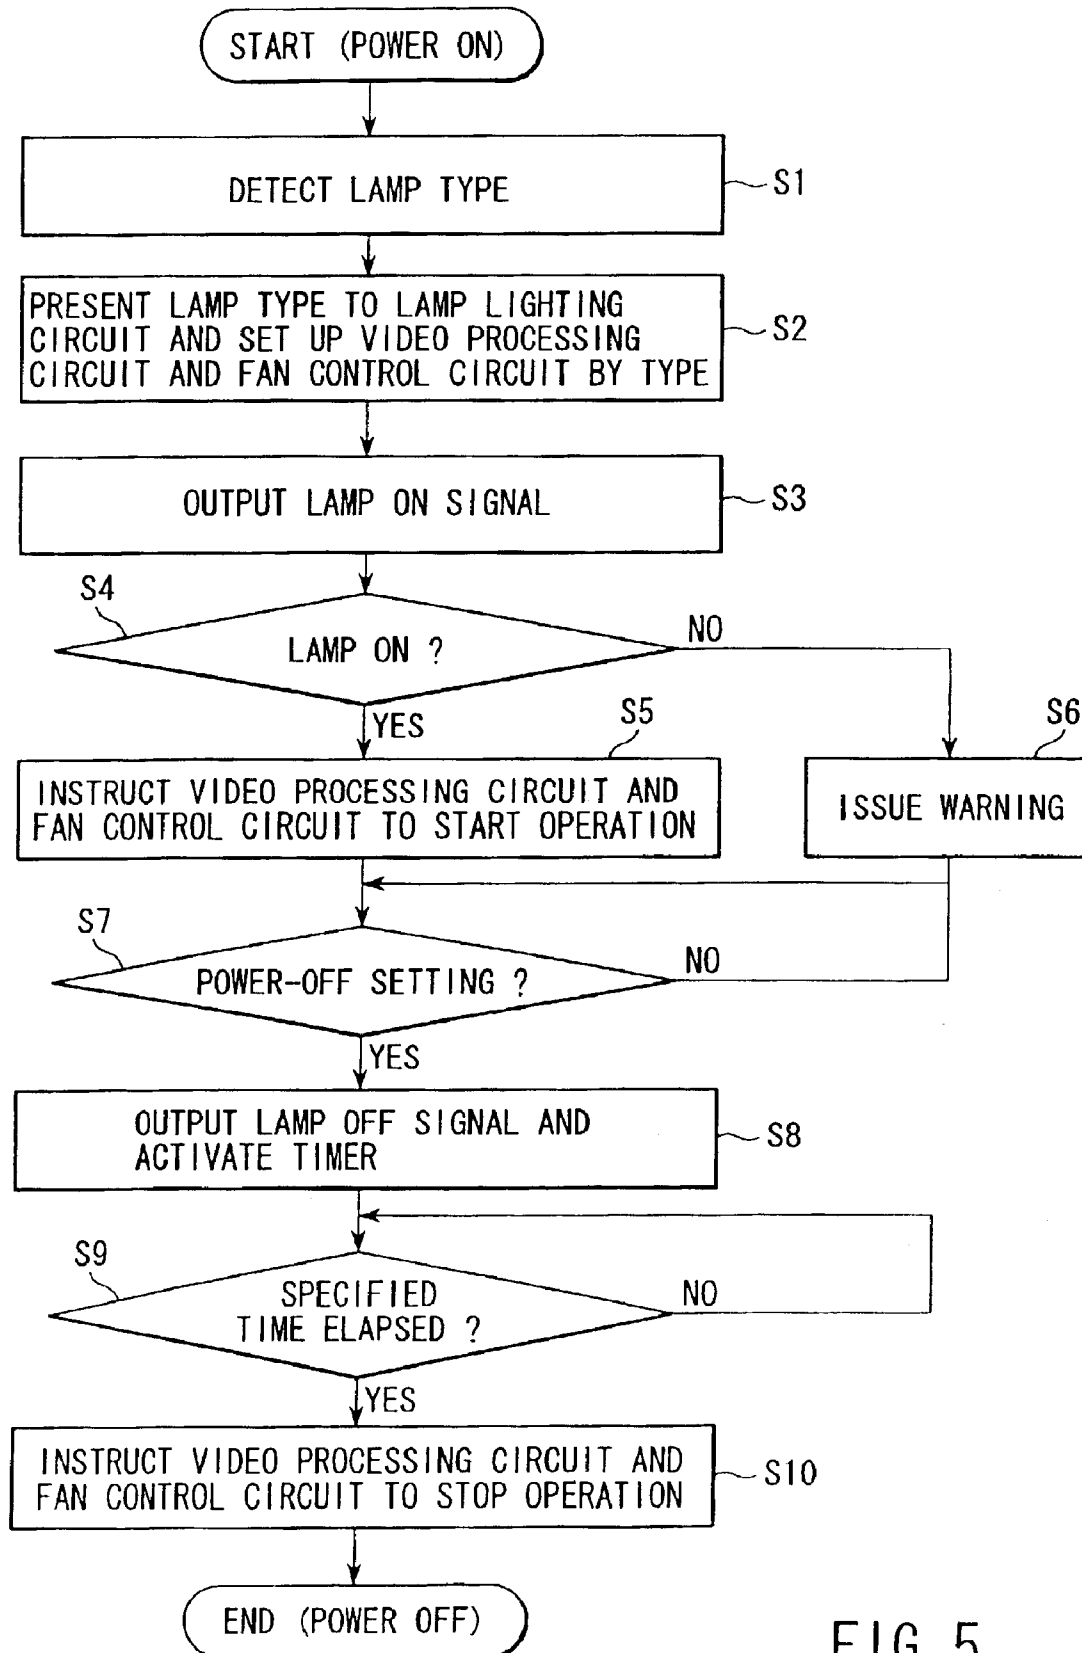 START (POWER ON)
DETECT LAMP TYPE
S1
PRESENT LAMP TYPE TO LAMP LIGHTING
CIRCUIT AND SET UP VIDEO PROCESSING
CIRCUIT AND FAN CONTROL CIRCUIT BY TYPE
S2
OUTPUT LAMP ON SIGNAL
S3
S4
LAMP ON ?
NO
YES
S5
S6
INSTRUCT VIDEO PROCESSING CIRCUIT AND
FAN CONTROL CIRCUIT TO START OPERATION
ISSUE WARNING
S7
POWER-OFF SETTING ?
NO
YES
OUTPUT LAMP OFF SIGNAL AND
ACTIVATE TIMER
S8
S9
SPECIFIED
TIME ELAPSED ?
NO
YES
INSTRUCT VIDEO PROCESSING CIRCUIT AND
FAN CONTROL CIRCUIT TO STOP OPERATION
S10
END (POWER OFF)
FIG. 5